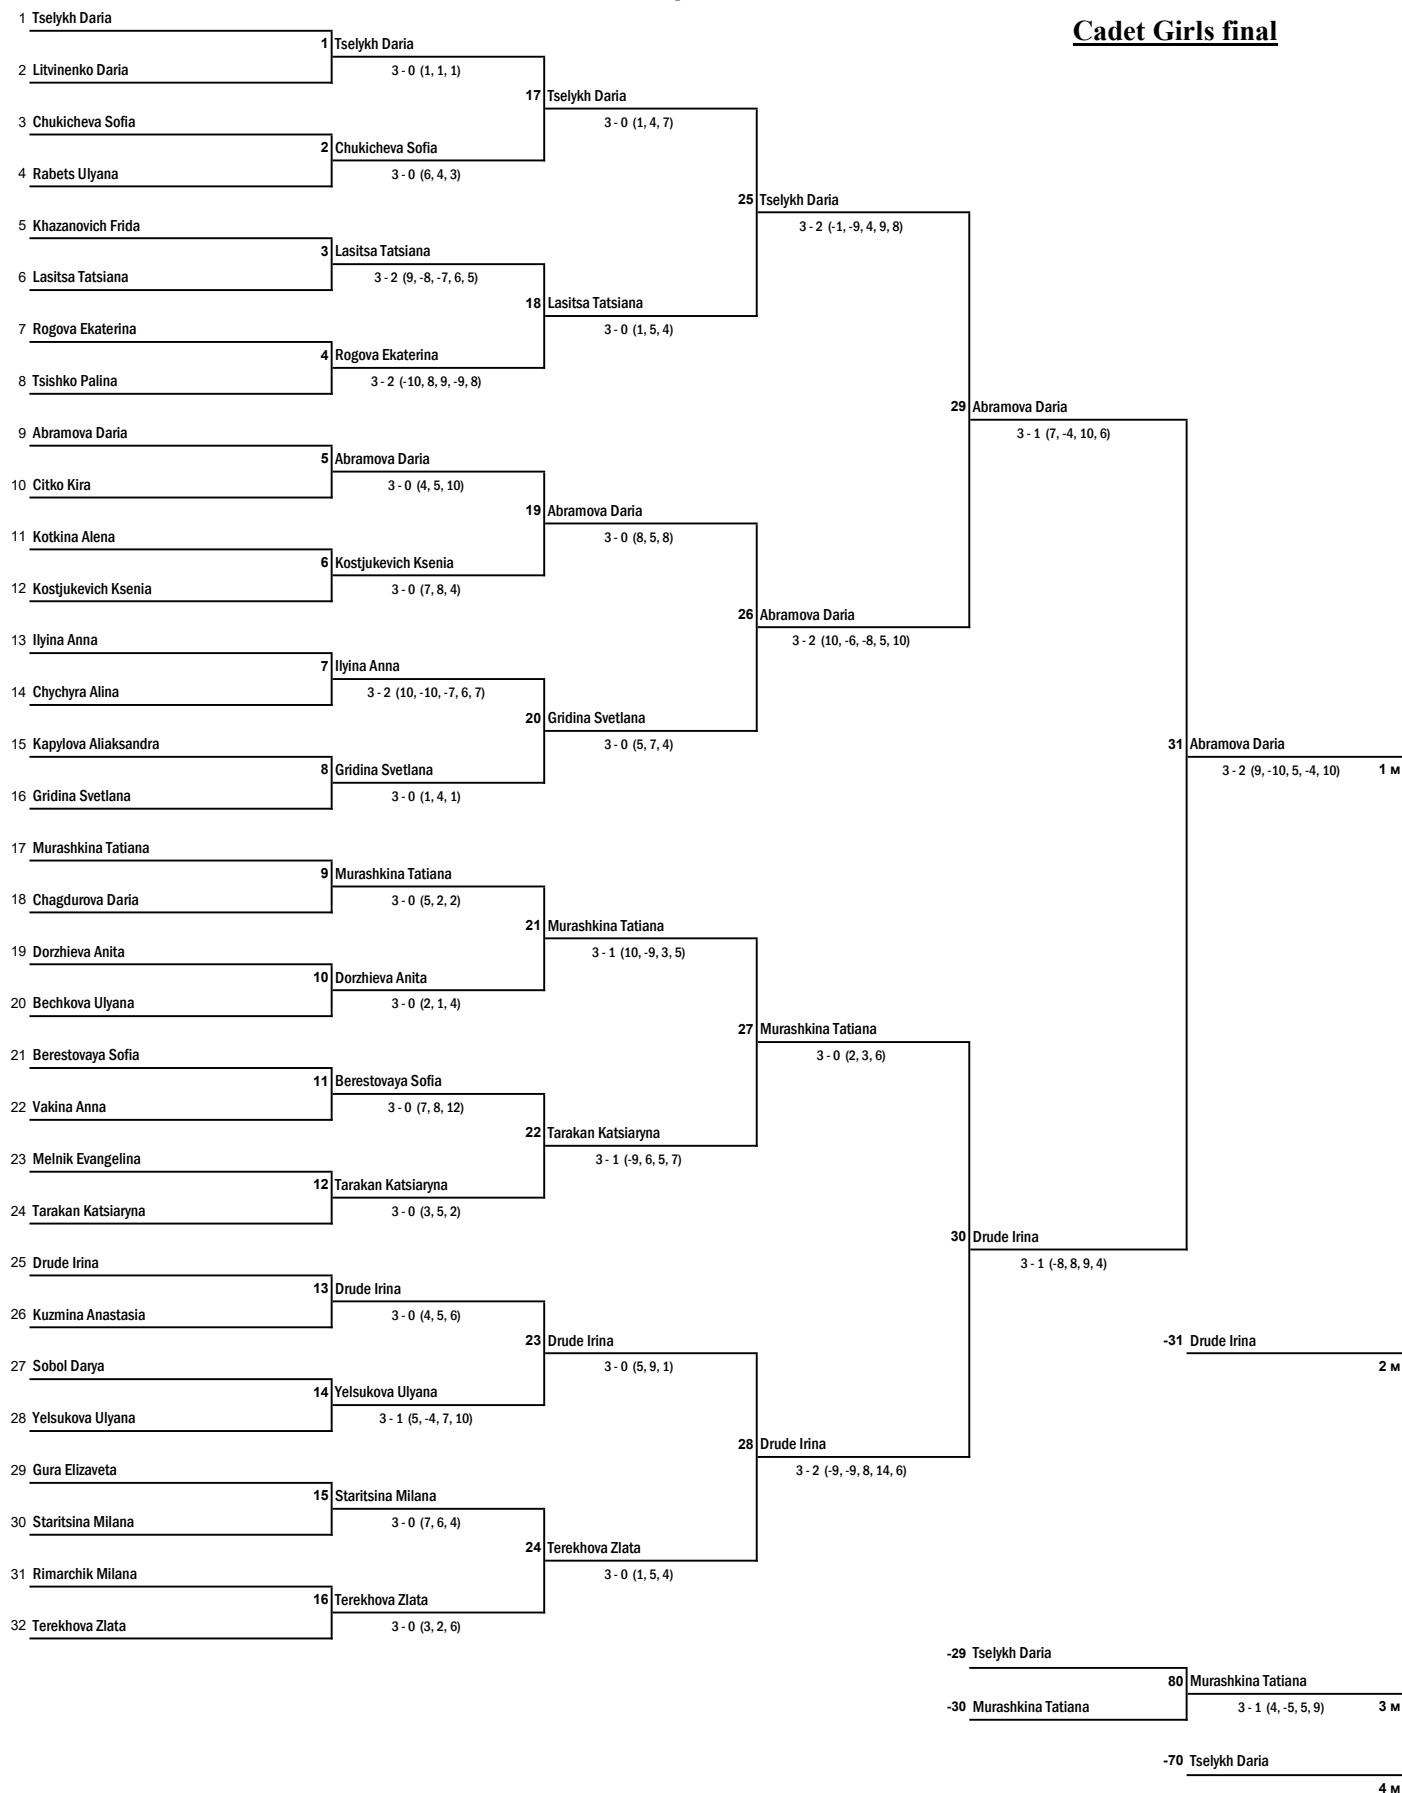 Cadet Girls final
1 Tselykh Daria
1 Tselykh Daria
2 Litvinenko Daria
3 - 0 (1, 1, 1)
17 Tselykh Daria
3 Chukicheva Sofia
3 - 0 (1, 4, 7)
2 Chukicheva Sofia
4 Rabets Ulyana
3 - 0 (6, 4, 3)
25 Tselykh Daria
5 Khazanovich Frida
3 - 2 (-1, -9, 4, 9, 8)
3 Lasitsa Tatsiana
6 Lasitsa Tatsiana
3 - 2 (9, -8, -7, 6, 5)
18 Lasitsa Tatsiana
7 Rogova Ekaterina
3 - 0 (1, 5, 4)
4 Rogova Ekaterina
8 Tsishko Palina
3 - 2 (-10, 8, 9, -9, 8)
29 Abramova Daria
9 Abramova Daria
3 - 1 (7, -4, 10, 6)
5 Abramova Daria
10 Citko Kira
3 - 0 (4, 5, 10)
19 Abramova Daria
11 Kotkina Alena
3 - 0 (8, 5, 8)
6 Kostjukevich Ksenia
12 Kostjukevich Ksenia
3 - 0 (7, 8, 4)
26 Abramova Daria
13 Ilyina Anna
3 - 2 (10, -6, -8, 5, 10)
7 Ilyina Anna
14 Chychyra Alina
3 - 2 (10, -10, -7, 6, 7)
20 Gridina Svetlana
15 Kapylova Aliaksandra
3 - 0 (5, 7, 4)
31 Abramova Daria
8 Gridina Svetlana
3 - 2 (9, -10, 5, -4, 10) 1 м
16 Gridina Svetlana
3 - 0 (1, 4, 1)
17 Murashkina Tatiana
9 Murashkina Tatiana
18 Chagdurova Daria
3 - 0 (5, 2, 2)
21 Murashkina Tatiana
19 Dorzhieva Anita
3 - 1 (10, -9, 3, 5)
10 Dorzhieva Anita
20 Bechkova Ulyana
3 - 0 (2, 1, 4)
27 Murashkina Tatiana
21 Berestovaya Sofia
3 - 0 (2, 3, 6)
11 Berestovaya Sofia
22 Vakina Anna
3 - 0 (7, 8, 12)
22 Tarakan Katsiaryna
23 Melnik Evangelina
3 - 1 (-9, 6, 5, 7)
12 Tarakan Katsiaryna
24 Tarakan Katsiaryna
3 - 0 (3, 5, 2)
30 Drude Irina
25 Drude Irina
3 - 1 (-8, 8, 9, 4)
13 Drude Irina
26 Kuzmina Anastasia
3 - 0 (4, 5, 6)
23 Drude Irina
-31 Drude Irina
27 Sobol Darya
3 - 0 (5, 9, 1)
2 м
14 Yelsukova Ulyana
28 Yelsukova Ulyana
3 - 1 (5, -4, 7, 10)
28 Drude Irina
29 Gura Elizaveta
3 - 2 (-9, -9, 8, 14, 6)
15 Staritsina Milana
30 Staritsina Milana
3 - 0 (7, 6, 4)
24 Terekhova Zlata
31 Rimarchik Milana
3 - 0 (1, 5, 4)
16 Terekhova Zlata
32 Terekhova Zlata
3 - 0 (3, 2, 6)
-29 Tselykh Daria
80 Murashkina Tatiana
-30 Murashkina Tatiana
3 - 1 (4, -5, 5, 9) 3 м
-70 Tselykh Daria
4 м